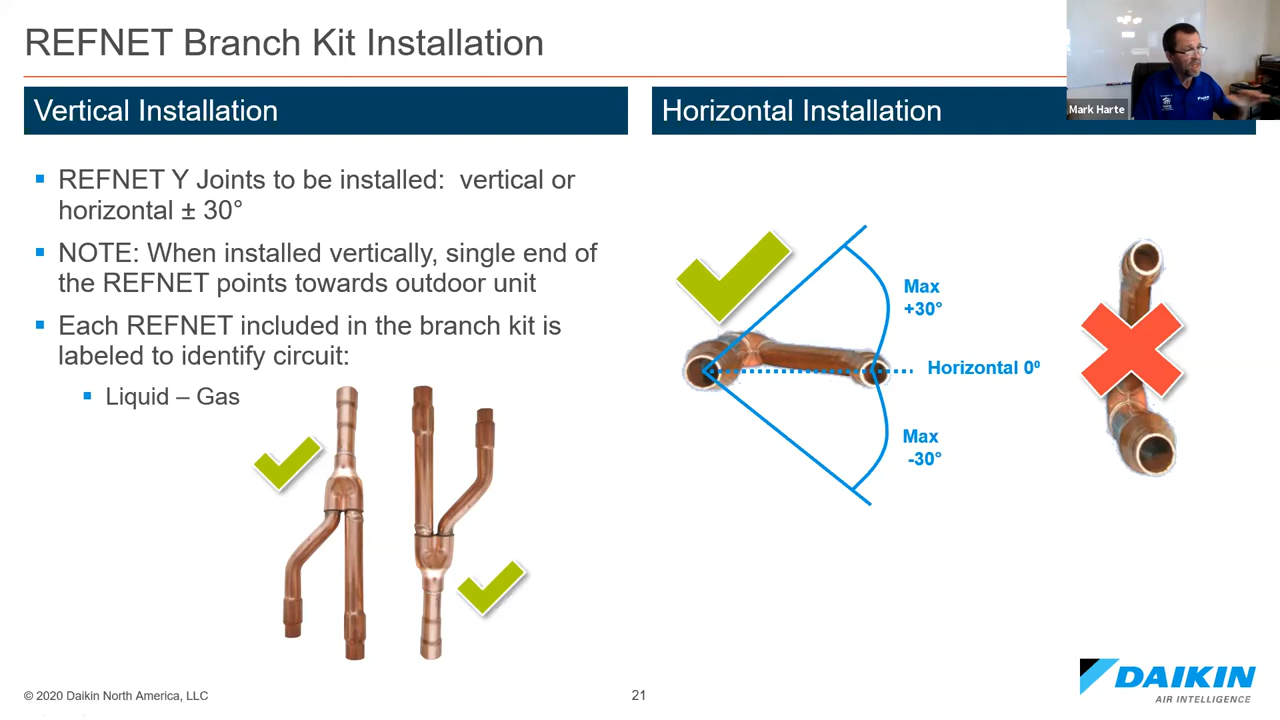 REFNET Branch Kit Installation
Mark Harte
Vertical Installation
REFNET Y Joints to be installed:  vertical or
horizontal ± 30°
NOTE: When installed vertically, single end of
the REFNET points towards outdoor unit
Each REFNET included in the branch kit is
labeled to identify circuit:
Liquid – Gas
Horizontal Installation
Max
+30°
Horizontal 0º
Max
-30°
© 2020 Daikin North America, LLC
21
DAIKIN
AIR INTELLIGENCE